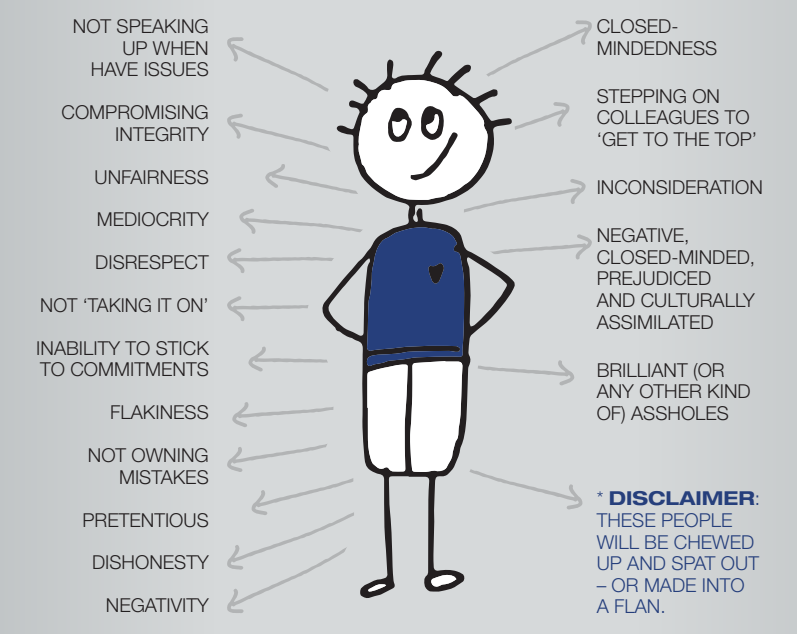 NOT SPEAKING
UP WHEN
HAVE ISSUES
COMPROMISING
INTEGRITY
UNFAIRNESS
MEDIOCRITY
DISRESPECT
NOT ‘TAKING IT ON’
INABILITY TO STICK
TO COMMITMENTS
FLAKINESS
NOT OWNING
MISTAKES
PRETENTIOUS
DISHONESTY
NEGATIVITY
CLOSED-
MINDEDNESS
STEPPING ON
COLLEAGUES TO
‘GET TO THE TOP’
INCONSIDERATION
NEGATIVE,
CLOSED-MINDED,
PREJUDICED
AND CULTURALLY
ASSIMILATED
BRILLIANT (OR
ANY OTHER KIND
OF) ASSHOLES
* DISCLAIMER:
THESE PEOPLE
WILL BE CHEWED
UP AND SPAT OUT
– OR MADE INTO
A FLAN.